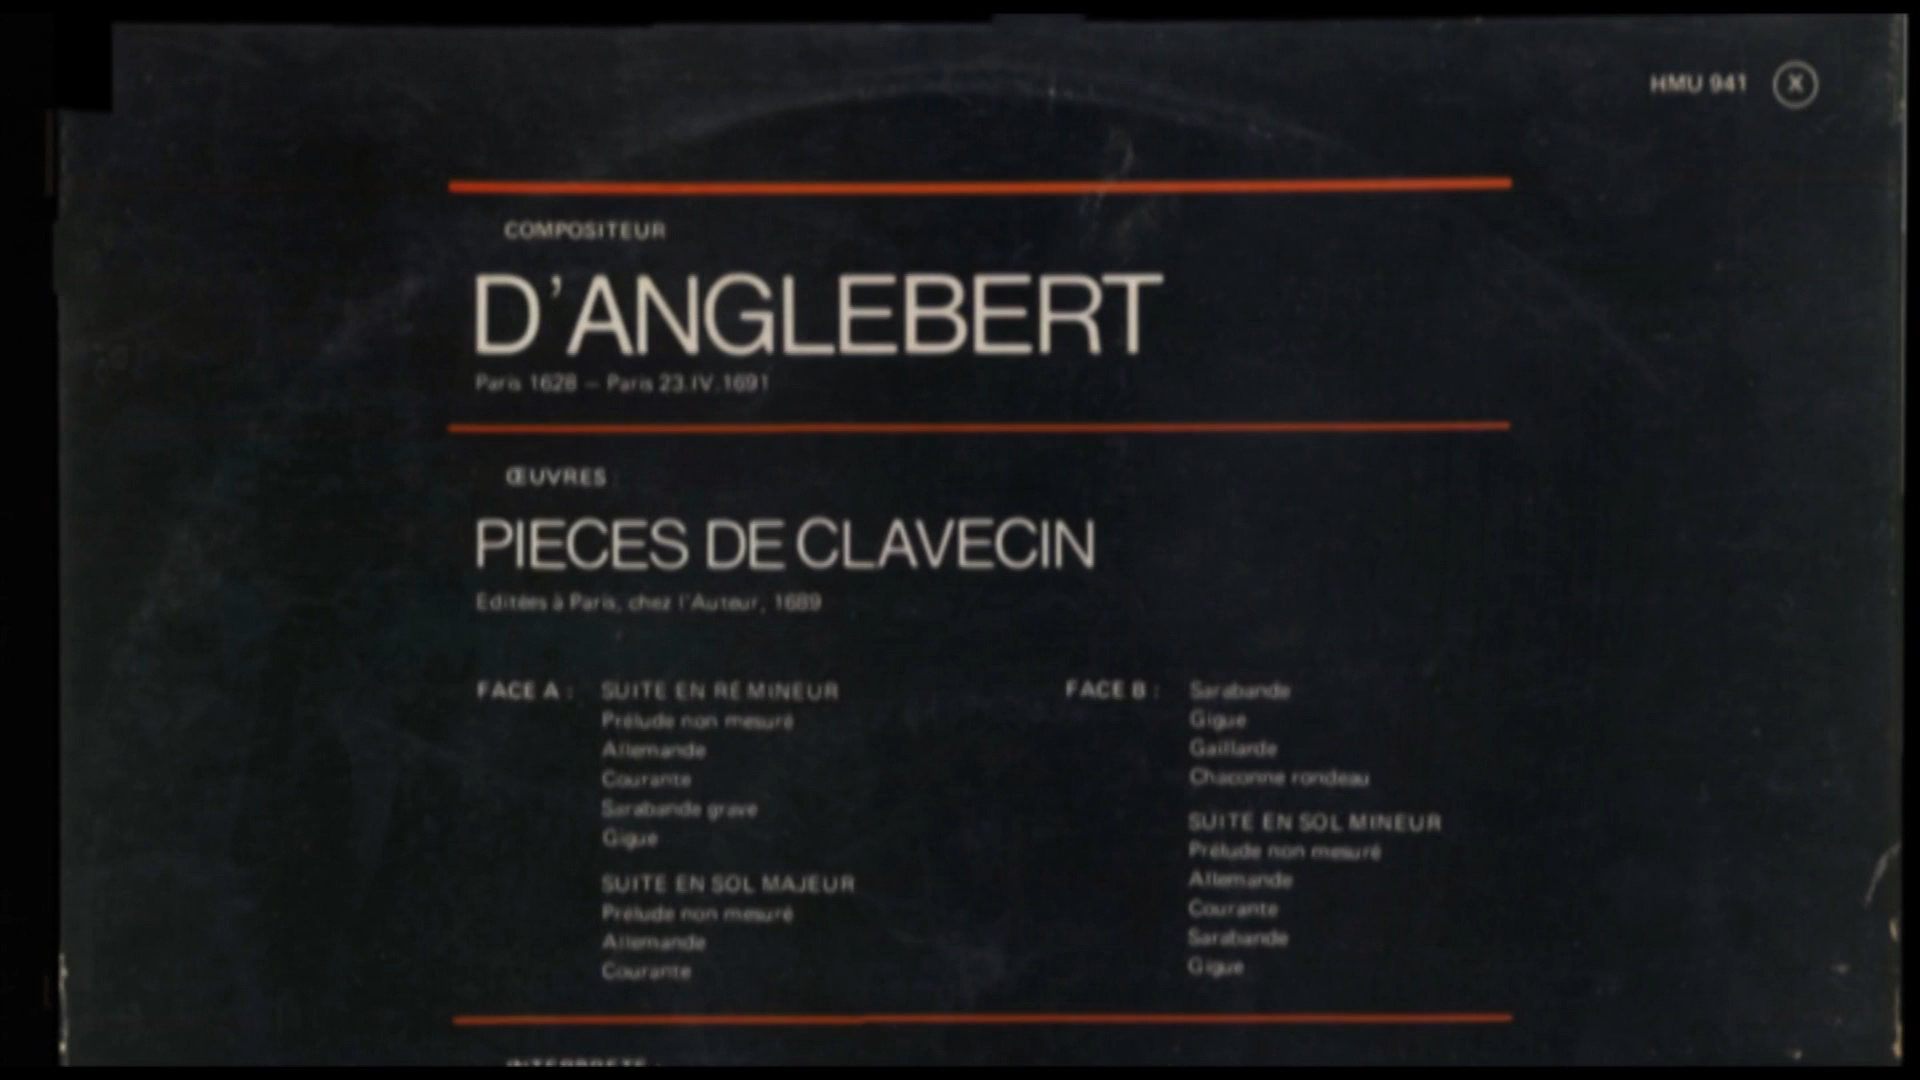 HMU 941 X
COMPOSITEUR
D'ANGLEBERT
Paris 1628 – Paris 23.IV.1691
ŒUVRES
PIECES DE CLAVECIN
Editées à Paris, chez l'Auteur, 1689
FACE A : SUITE EN RÉ MINEUR
Prélude non mesuré
Allemande
Courante
Sarabande grave
Gigue
SUITE EN SOL MAJEUR
Prélude non mesuré
Allemande
Courante
FACE B : Sarabande
Gigue
Gaillarde
Chaconne rondeau
SUITE EN SOL MINEUR
Prélude non mesuré
Allemande
Courante
Sarabande
Gigue
INTERPRETE :